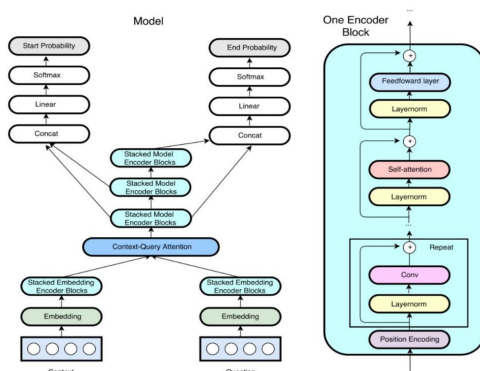 Model
One Encoder
Block
Start Probability
End Probability
Softmax
Softmax
Linear
Linear
Concat
Concat
Stacked Model
Encoder Blocks
Stacked Model
Encoder Blocks
Stacked Model
Encoder Blocks
Context-Query Attention
Stacked Embedding
Encoder Blocks
Stacked Embedding
Encoder Blocks
Embedding
Embedding
...
+
Feedfoward layer
Layernorm
+
Self-attention
Layernorm
...
+
Repeat
Conv
Layernorm
Position Encoding